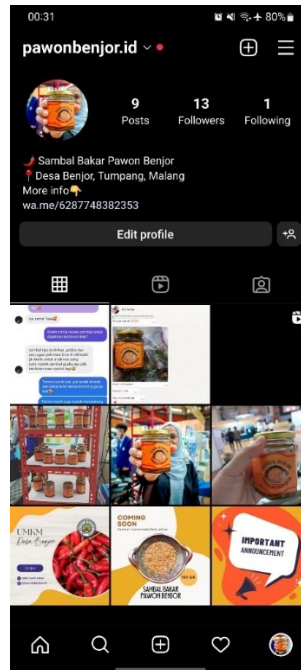 00:31
80%
pawonbenjor.id
9
13
1
Posts
Followers
Following
🌶️ Sambal Bakar Pawon Benjor
📍 Desa Benjor, Tumpang, Malang
More info👇
wa.me/6287748382353
Edit profile
UMKM
Desa Benjor
COMING
SOON
SAMBAL BAKAR
PAWON BENJOR
IMPORTANT
ANNOUNCEMENT